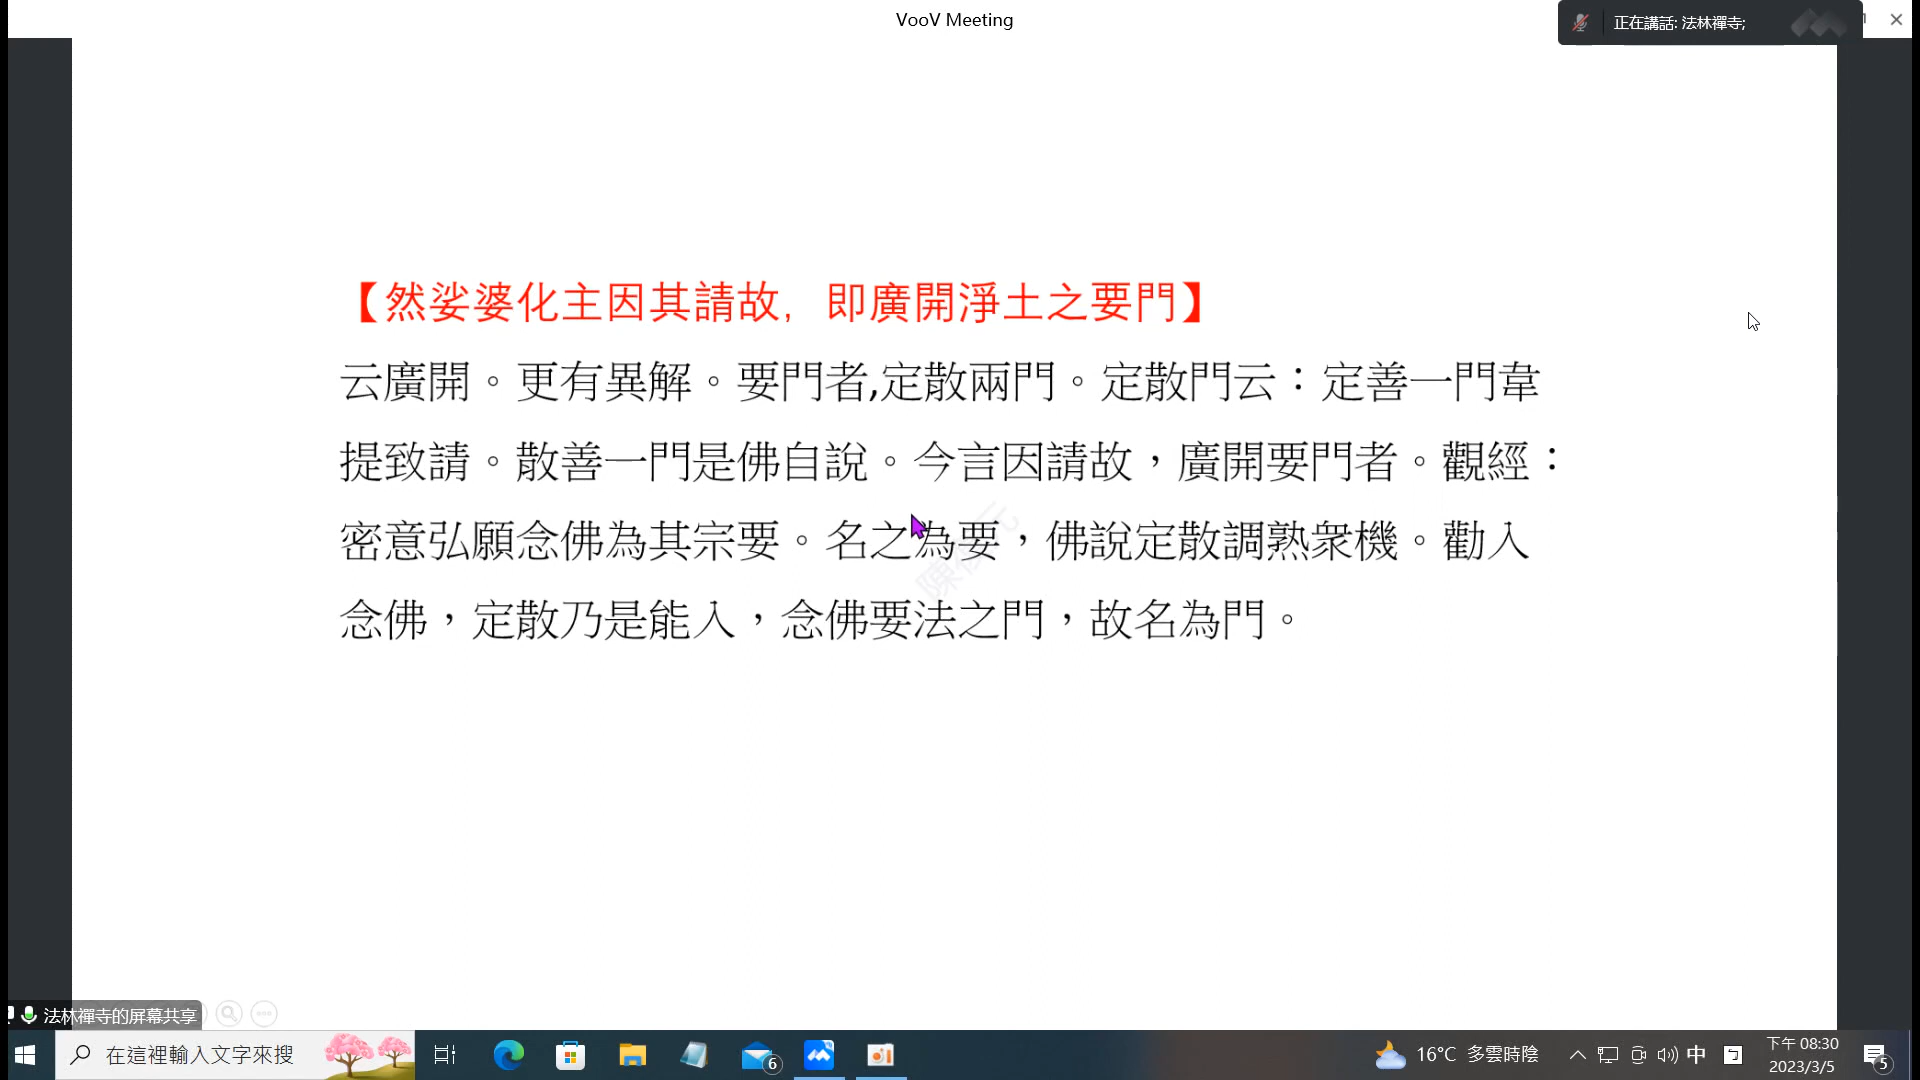 VooV Meeting
正在講話: 法林禪寺;
【然娑婆化主因其請故，即廣開淨土之要門】
云廣開。更有異解。要門者,定散兩門。定散門云：定善一門韋
提致請。散善一門是佛自說。今言因請故，廣開要門者。觀經：
密意弘願念佛為其宗要。名之為要，佛說定散調熟衆機。勸入
念佛，定散乃是能入，念佛要法之門，故名為門。
法林禪寺的屏幕共享
在這裡輸入文字來搜
6
16°C 多雲時陰
中
下午 08:30
2023/3/5
5